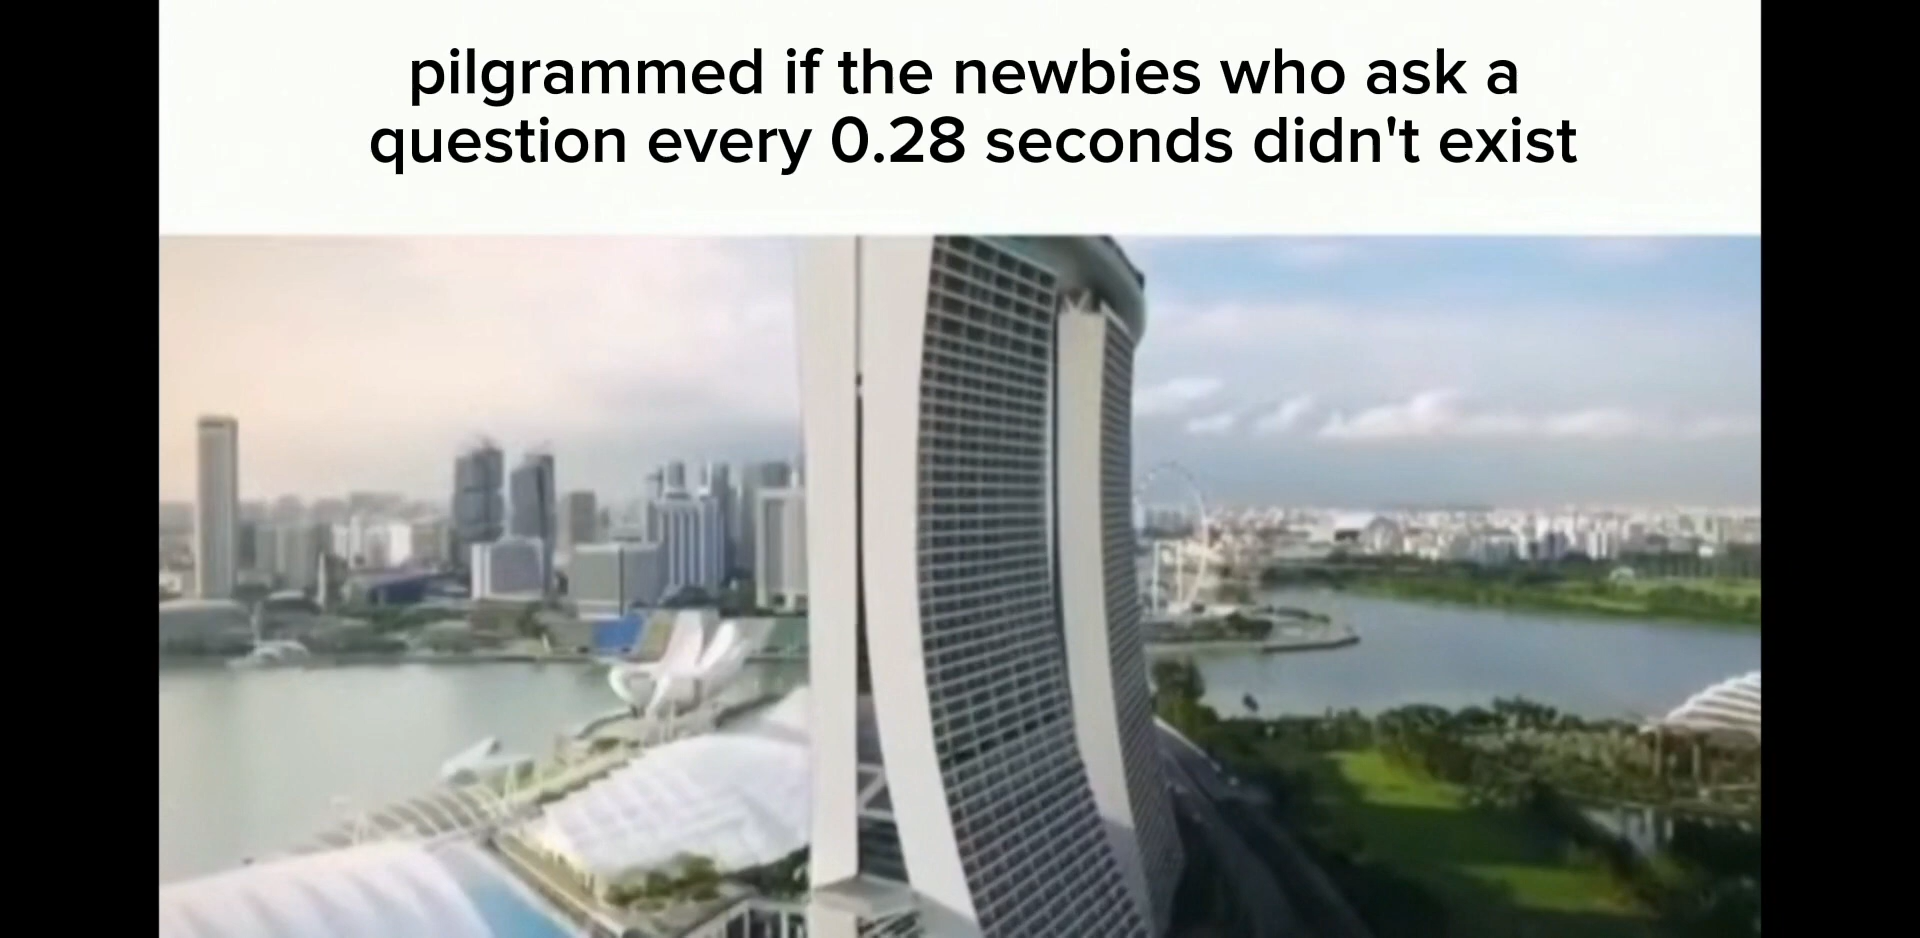 pilgrammed if the newbies who ask a
question every 0.28 seconds didn't exist